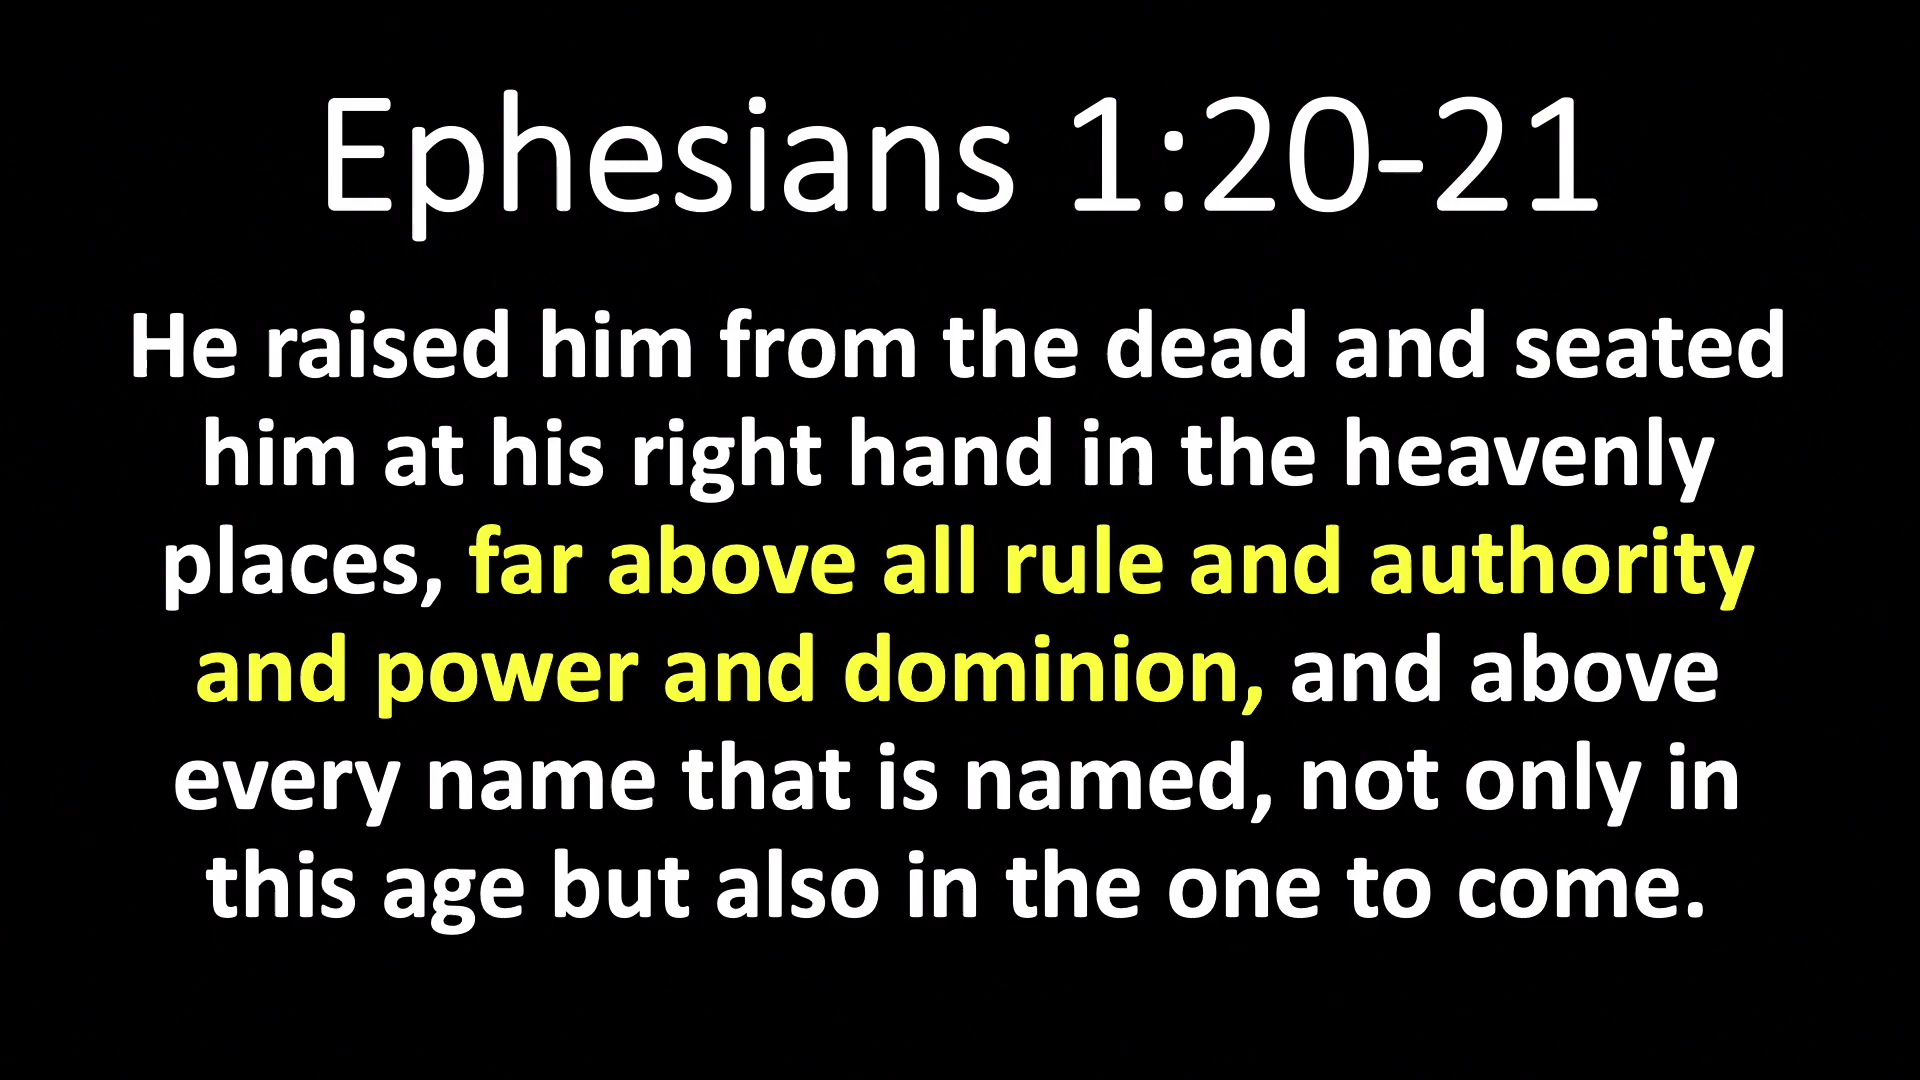 Ephesians 1:20-21
He raised him from the dead and seated
him at his right hand in the heavenly
places, far above all rule and authority
and power and dominion, and above
every name that is named, not only in
this age but also in the one to come.